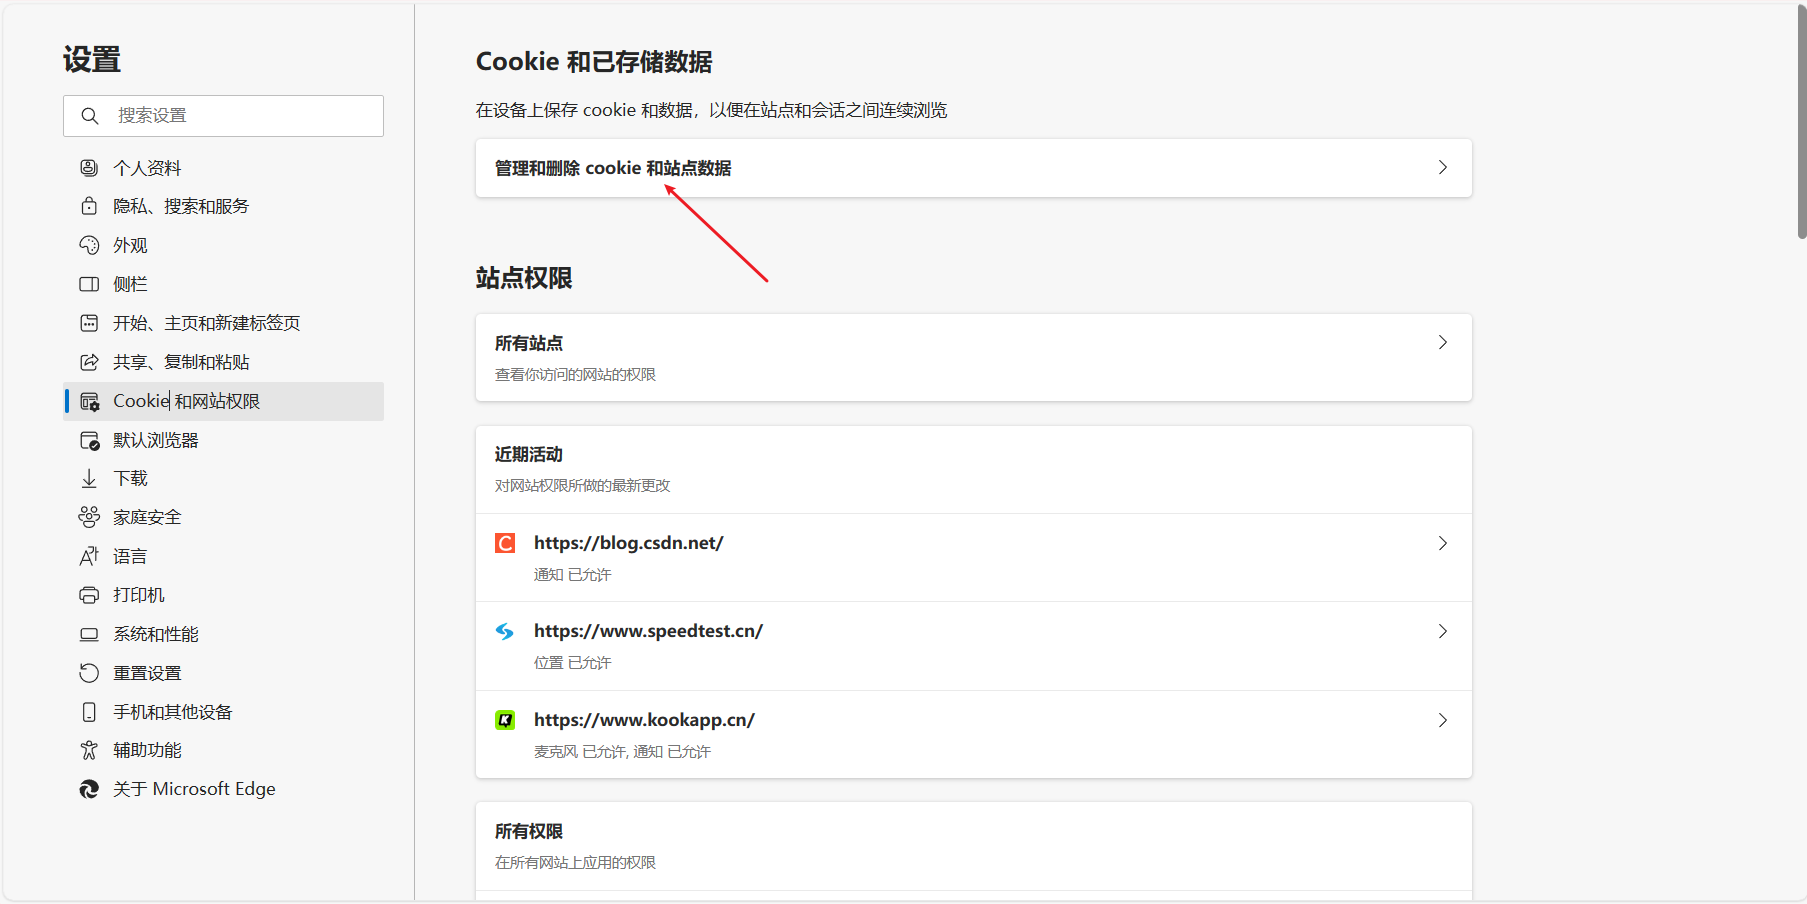 设置
搜索设置
个人资料
隐私、搜索和服务
外观
侧栏
开始、主页和新建标签页
共享、复制和粘贴
Cookie 和网站权限
默认浏览器
下载
家庭安全
语言
打印机
系统和性能
重置设置
手机和其他设备
辅助功能
关于 Microsoft Edge
Cookie 和已存储数据
在设备上保存 cookie 和数据，以便在站点和会话之间连续浏览
管理和删除 cookie 和站点数据
站点权限
所有站点
查看你访问的网站的权限
近期活动
对网站权限所做的最新更改
https://blog.csdn.net/
通知 已允许
https://www.speedtest.cn/
位置 已允许
https://www.kookapp.cn/
麦克风 已允许, 通知 已允许
所有权限
在所有网站上应用的权限